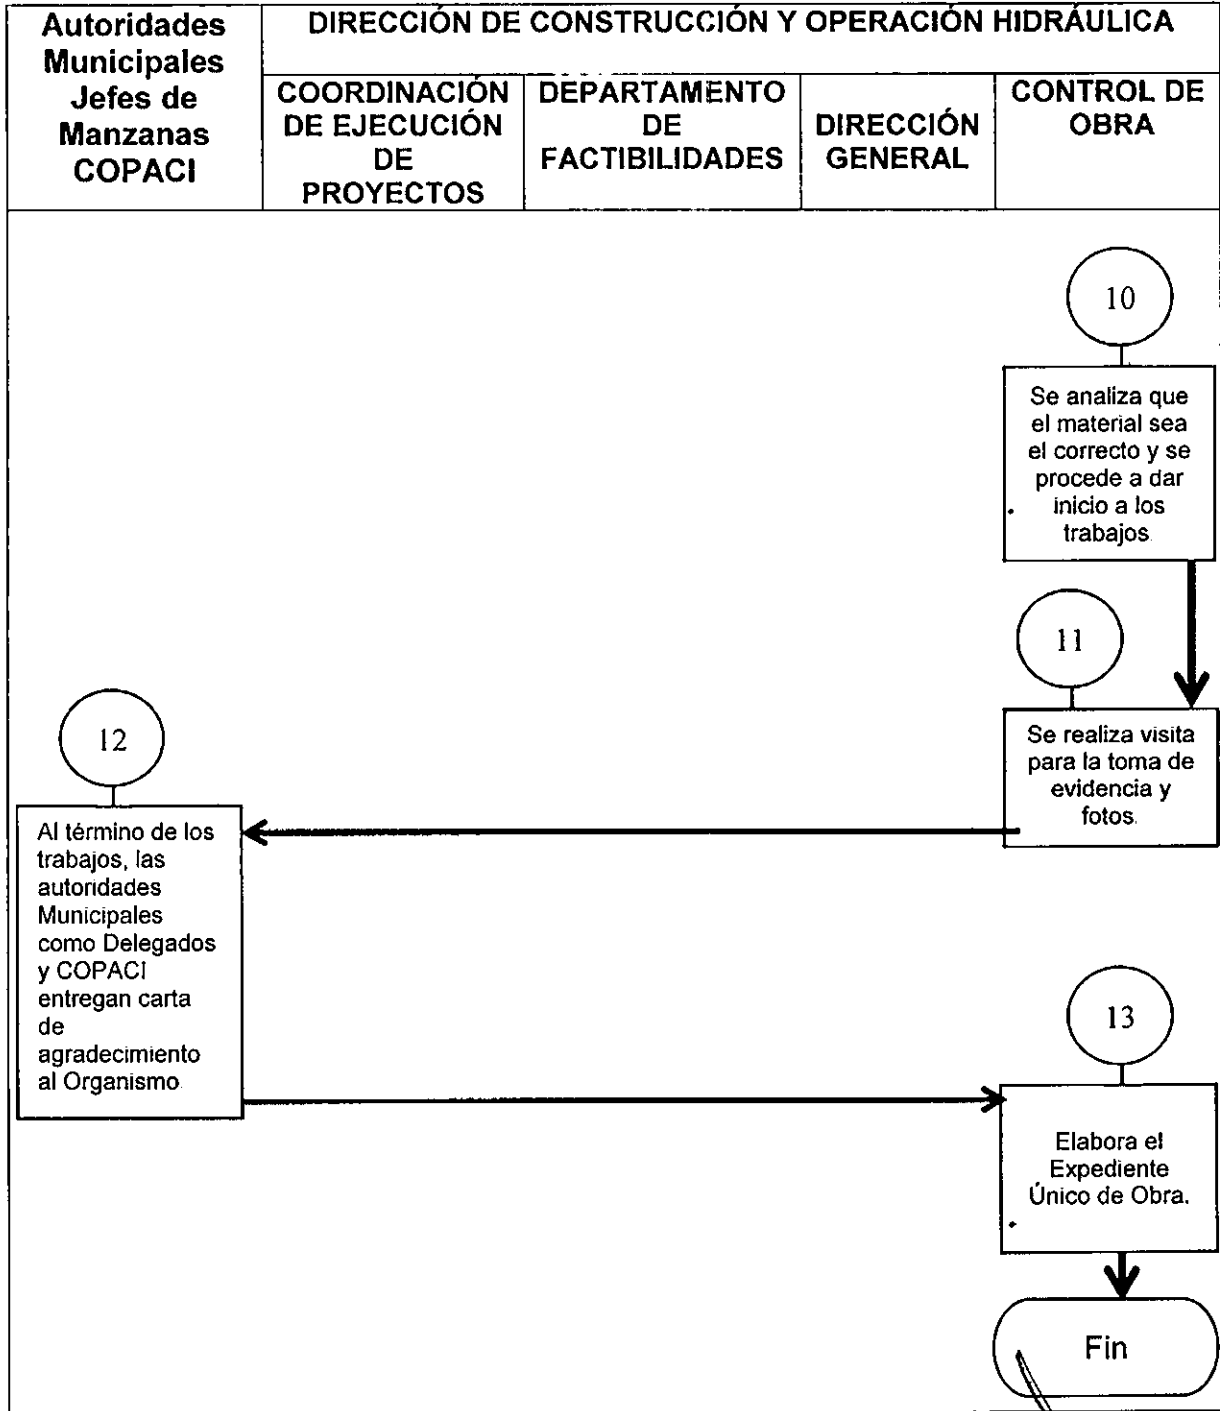 Autoridades
Municipales
Jefes de
Manzanas
COPACI
DIRECCIÓN DE CONSTRUCCIÓN Y OPERACIÓN HIDRÁULICA
COORDINACIÓN
DE EJECUCIÓN
DE
PROYECTOS
DEPARTAMENTO
DE
FACTIBILIDADES
DIRECCIÓN
GENERAL
CONTROL DE
OBRA
10
Se analiza que
el material sea
el correcto y se
procede a dar
inicio a los
trabajos.
11
Se realiza visita
para la toma de
evidencia y
fotos.
12
Al término de los
trabajos, las
autoridades
Municipales
como Delegados
y COPACI
entregan carta
de
agradecimiento
al Organismo.
13
Elabora el
Expediente
Único de Obra.
Fin